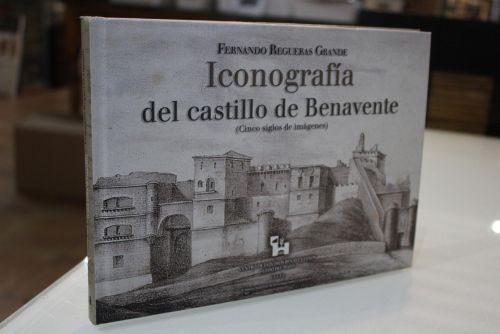 FERNANDO REGUERAS GRANDE
Iconografía
del castillo de Benavente
(Cinco siglos de imágenes)